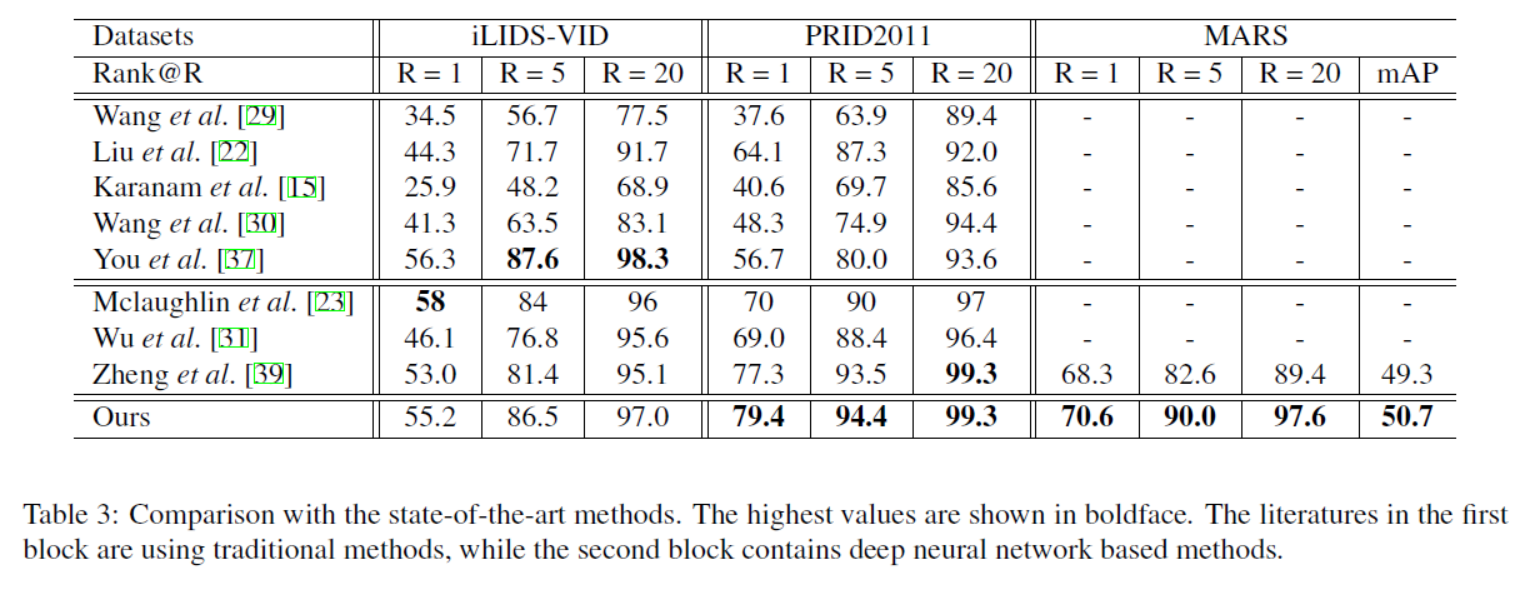 Datasets iLIDS-VID PRID2011 MARS
Rank@R R = 1 R = 5 R = 20 R = 1 R = 5 R = 20 R = 1 R = 5 R = 20 mAP
Wang et al. [29] 34.5 56.7 77.5 37.6 63.9 89.4 - - - -
Liu et al. [22] 44.3 71.7 91.7 64.1 87.3 92.0 - - - -
Karanam et al. [15] 25.9 48.2 68.9 40.6 69.7 85.6 - - - -
Wang et al. [30] 41.3 63.5 83.1 48.3 74.9 94.4 - - - -
You et al. [37] 56.3 87.6 98.3 56.7 80.0 93.6 - - - -
Mclaughlin et al. [23] 58 84 96 70 90 97 - - - -
Wu et al. [31] 46.1 76.8 95.6 69.0 88.4 96.4 - - - -
Zheng et al. [39] 53.0 81.4 95.1 77.3 93.5 99.3 68.3 82.6 89.4 49.3
Ours 55.2 86.5 97.0 79.4 94.4 99.3 70.6 90.0 97.6 50.7
Table 3: Comparison with the state-of-the-art methods. The highest values are shown in boldface. The literatures in the first
block are using traditional methods, while the second block contains deep neural network based methods.